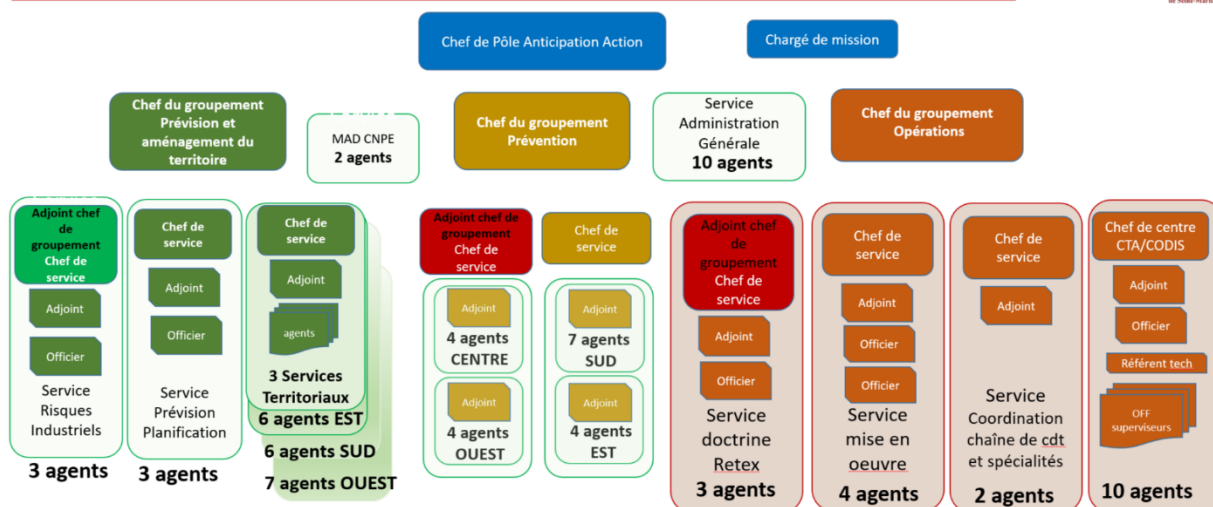 de Seine-Marit
Chef de Pôle Anticipation Action
Chargé de mission
Chef du groupement
Prévision et
aménagement du
territoire
MAD CNPE
2 agents
Chef du groupement
Prévention
Service
Administration
Générale
10 agents
Chef du groupement
Opérations
Adjoint chef de
groupement
Chef de
service
Adjoint
Officier
Service
Risques
Industriels
3 agents
Chef de
service
Adjoint
Officier
Service
Prévision
Planification
3 agents
Chef de
service
Adjoint
agents
3 Services
Territoriaux
6 agents EST
6 agents SUD
7 agents OUEST
Adjoint chef de
groupement
Chef de
service
Adjoint
4 agents
CENTRE
Adjoint
4 agents
OUEST
Chef de
service
Adjoint
7 agents
SUD
Adjoint
4 agents
EST
Adjoint chef
de
groupement
Chef de
service
Adjoint
Officier
Service
doctrine
Retex
3 agents
Chef de
service
Adjoint
Officier
Officier
Service
mise en
oeuvre
4 agents
Chef de
service
Adjoint
Service
Coordination
chaîne de cdt
et spécialités
2 agents
Chef de centre
CTA/CODIS
Adjoint
Officier
Référent tech
OFF
superviseurs
10 agents